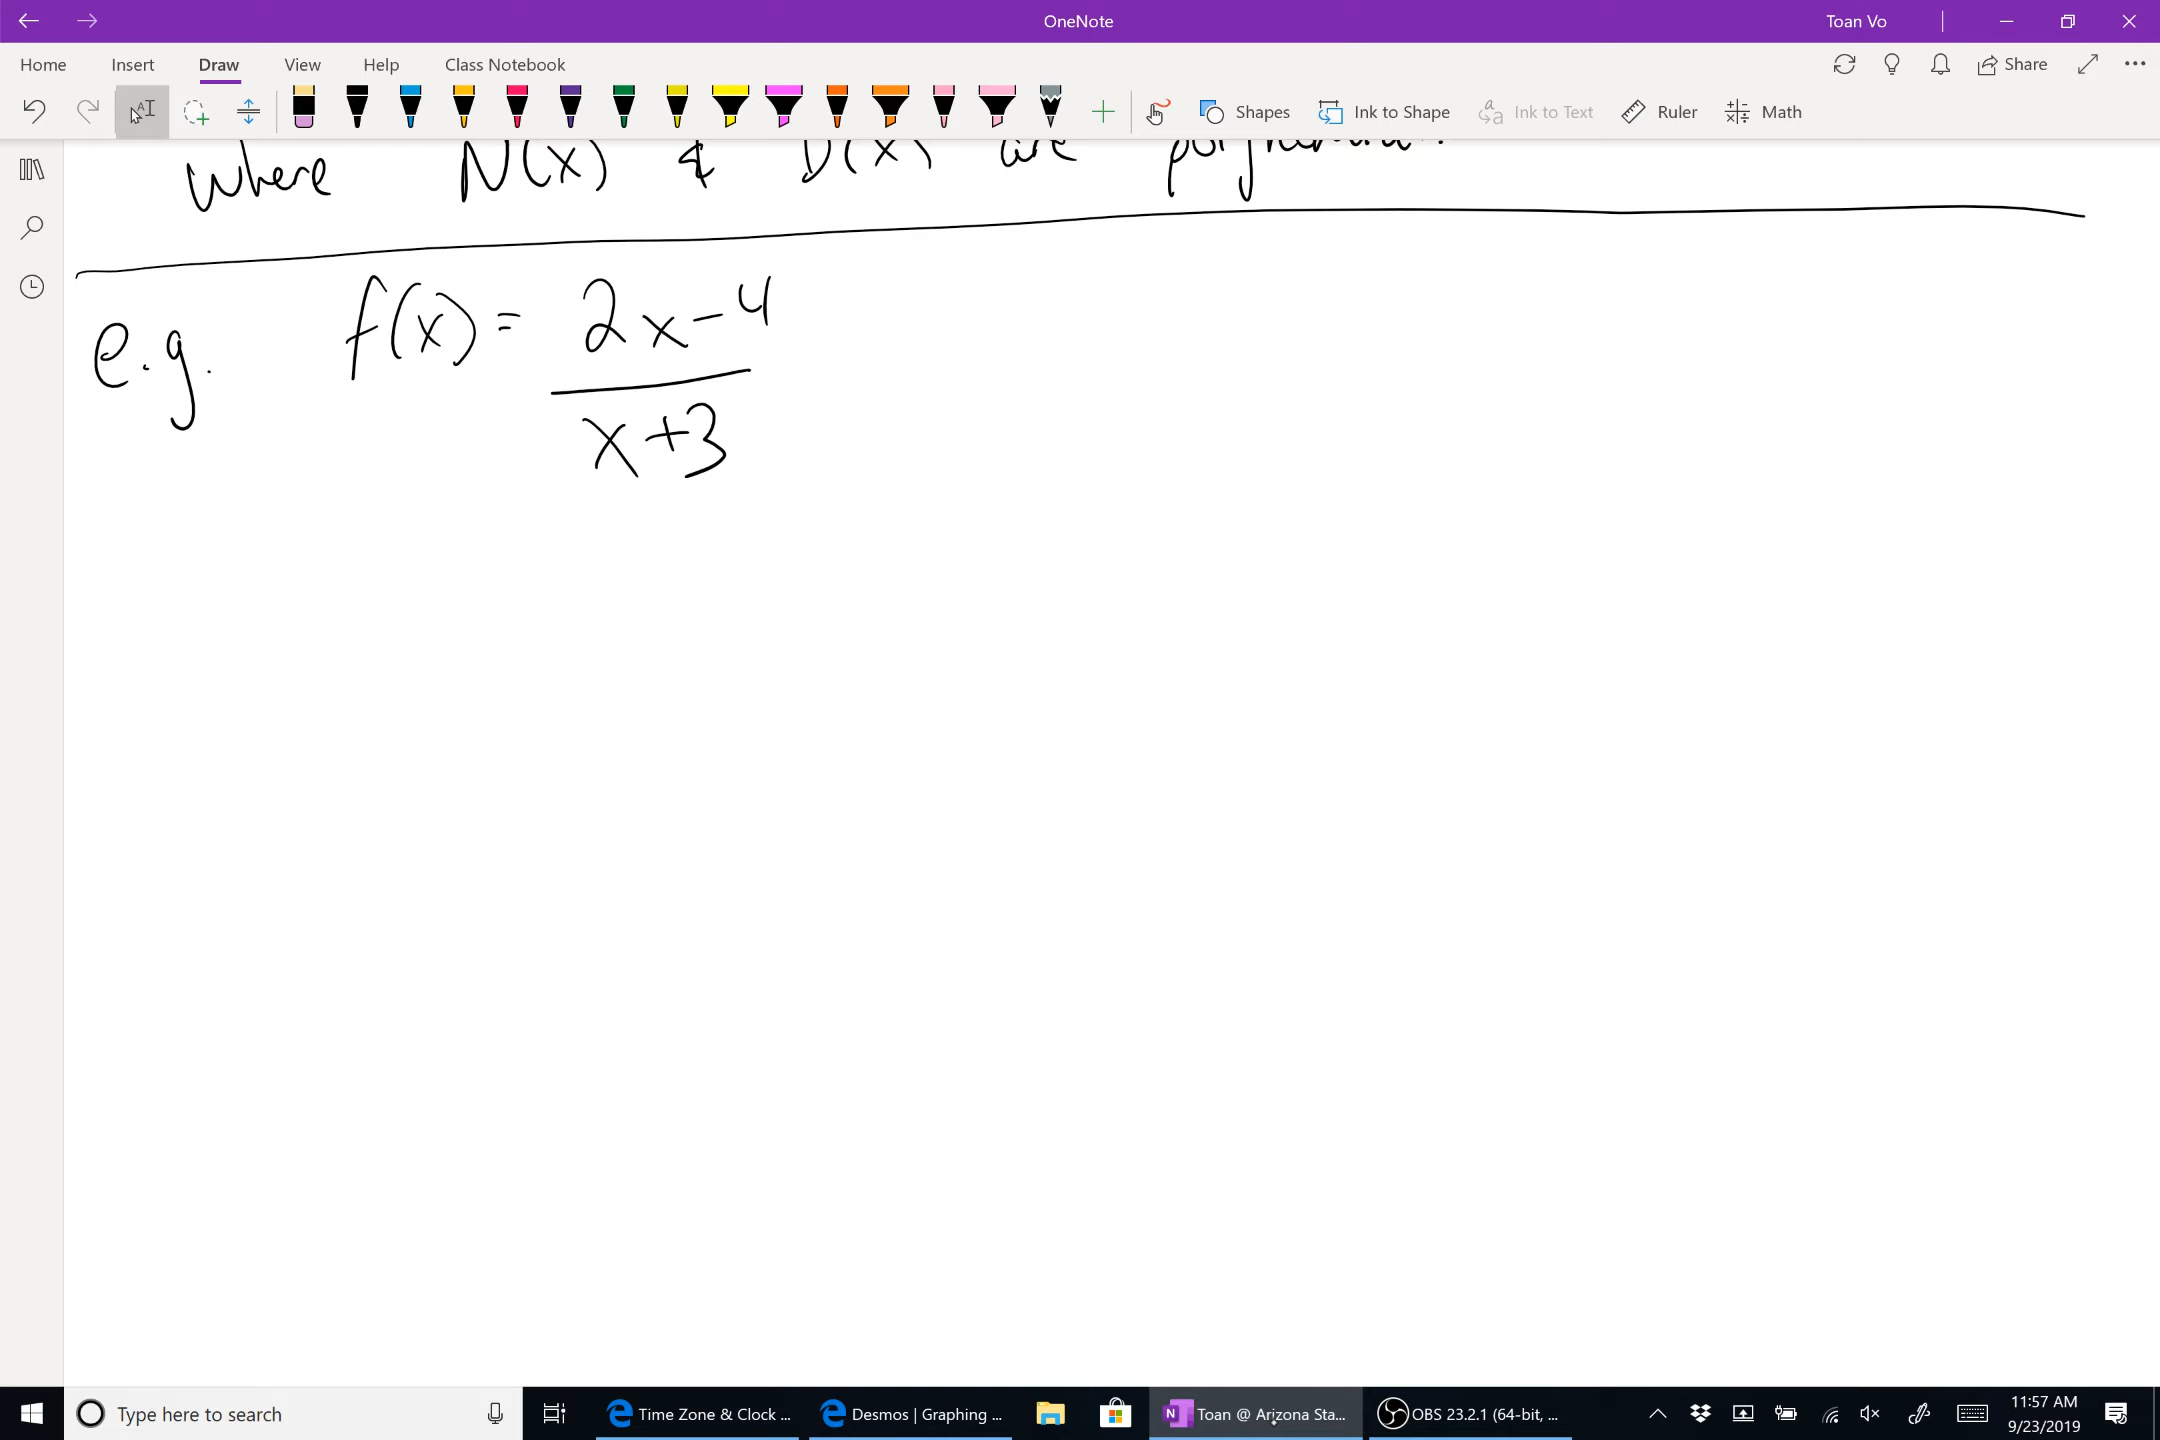 OneNote
Toan Vo
Home Insert Draw View Help Class Notebook
Share
Shapes Ink to Shape Ink to Text Ruler Math
Where N(x) & D(x) are polynomials.
e.g. f(x) = 2x-4
x+3
Type here to search
Time Zone & Clock ...
Desmos | Graphing ...
Toan @ Arizona Sta...
OBS 23.2.1 (64-bit, ...
11:57 AM
9/23/2019